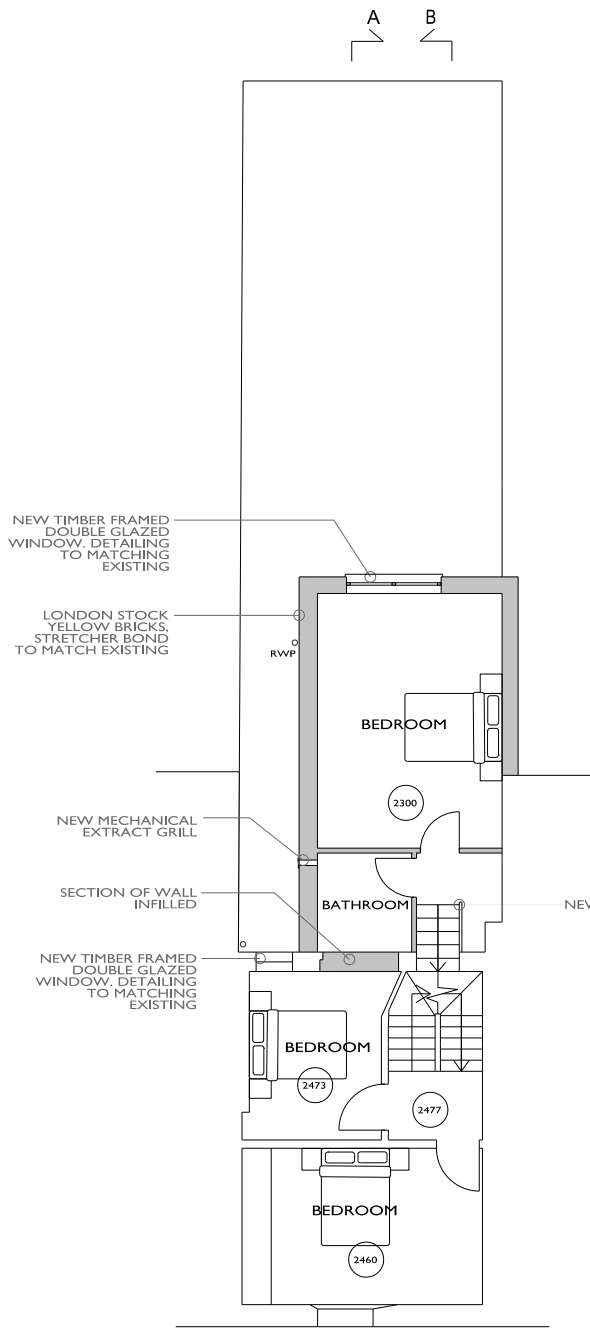 A B
NEW TIMBER FRAMED
DOUBLE GLAZED
WINDOW. DETAILING
TO MATCHING
EXISTING
LONDON STOCK
YELLOW BRICKS,
STRETCHER BOND
TO MATCH EXISTING
RWP
BEDROOM
2300
NEW MECHANICAL
EXTRACT GRILL
SECTION OF WALL
INFILLED
BATHROOM
NEW
NEW TIMBER FRAMED
DOUBLE GLAZED
WINDOW. DETAILING
TO MATCHING
EXISTING
BEDROOM
2473
2477
BEDROOM
2460